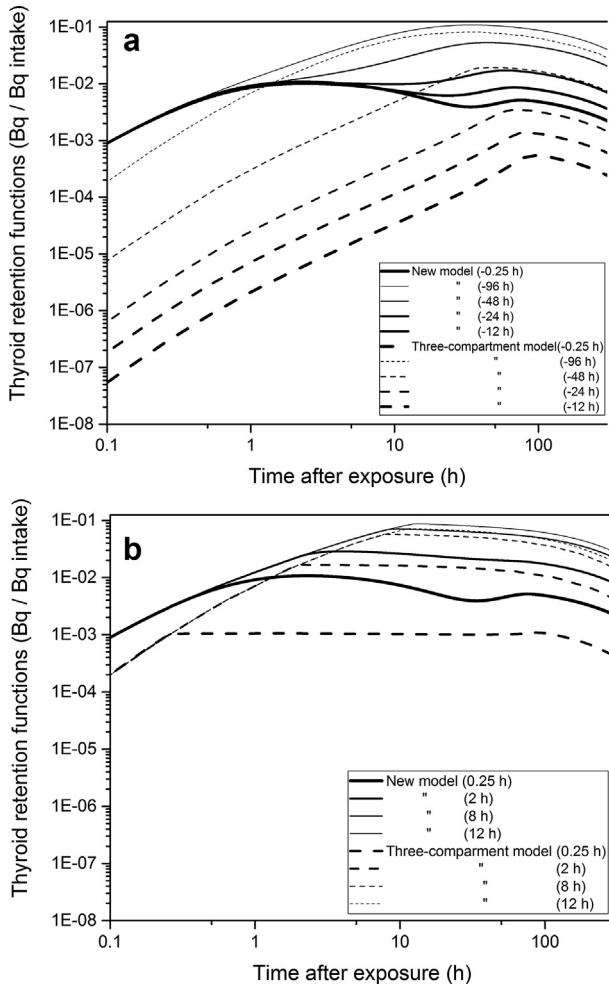 a
Thyroid retention functions (Bq / Bq intake)
1E-01
1E-02
1E-03
1E-04
1E-05
1E-06
1E-07
1E-08
New model (-0.25 h)
" (-96 h)
" (-48 h)
" (-24 h)
" (-12 h)
Three-compartment model(-0.25 h)
" (-96 h)
" (-48 h)
" (-24 h)
" (-12 h)
0.1 1 10 100
Time after exposure (h)
b
Thyroid retention functions (Bq / Bq intake)
1E-01
1E-02
1E-03
1E-04
1E-05
1E-06
1E-07
1E-08
New model (0.25 h)
" (2 h)
" (8 h)
" (12 h)
Three-comparment model (0.25 h)
" (2 h)
" (8 h)
" (12 h)
0.1 1 10 100
Time after exposure (h)